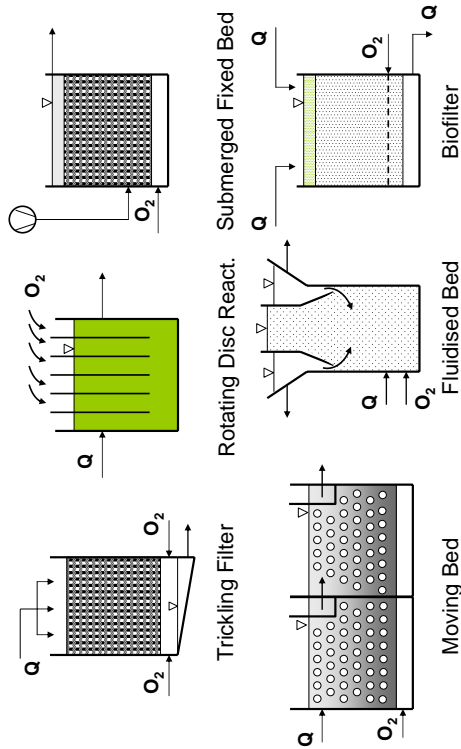 Q
O₂
O₂
Trickling Filter
O₂
Q
Rotating Disc React.
O₂
Submerged Fixed Bed
Q
O₂
Moving Bed
Q
O₂
Fluidised Bed
Q
Q
O₂
Q
Biofilter